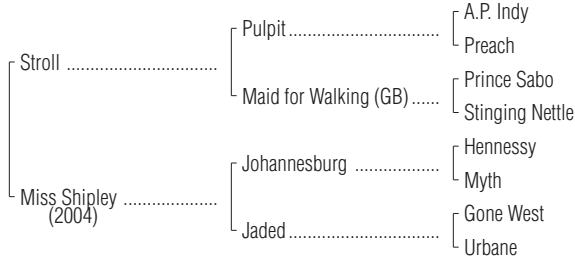 A.P. Indy
Pulpit
Preach
Stroll
Prince Sabo
Maid for Walking (GB)
Stinging Nettle
Hennessy
Johannesburg
Myth
Miss Shipley
(2004)
Gone West
Jaded
Urbane